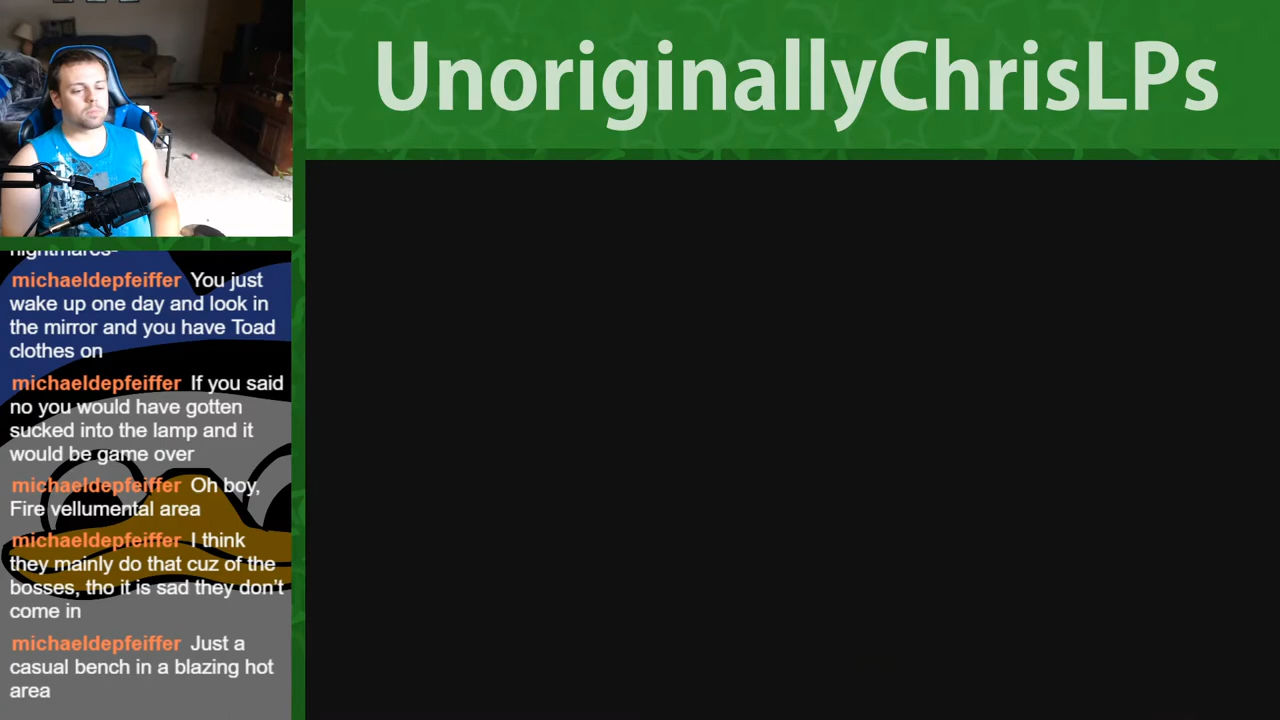 UnoriginallyChrisLPs
nightmares-
michaeldepfeiffer You just
wake up one day and look in
the mirror and you have Toad
clothes on
michaeldepfeiffer If you said
no you would have gotten
sucked into the lamp and it
would be game over
michaeldepfeiffer Oh boy,
Fire vellumental area
michaeldepfeiffer I think
they mainly do that cuz of the
bosses, tho it is sad they don't
come in
michaeldepfeiffer Just a
casual bench in a blazing hot
area